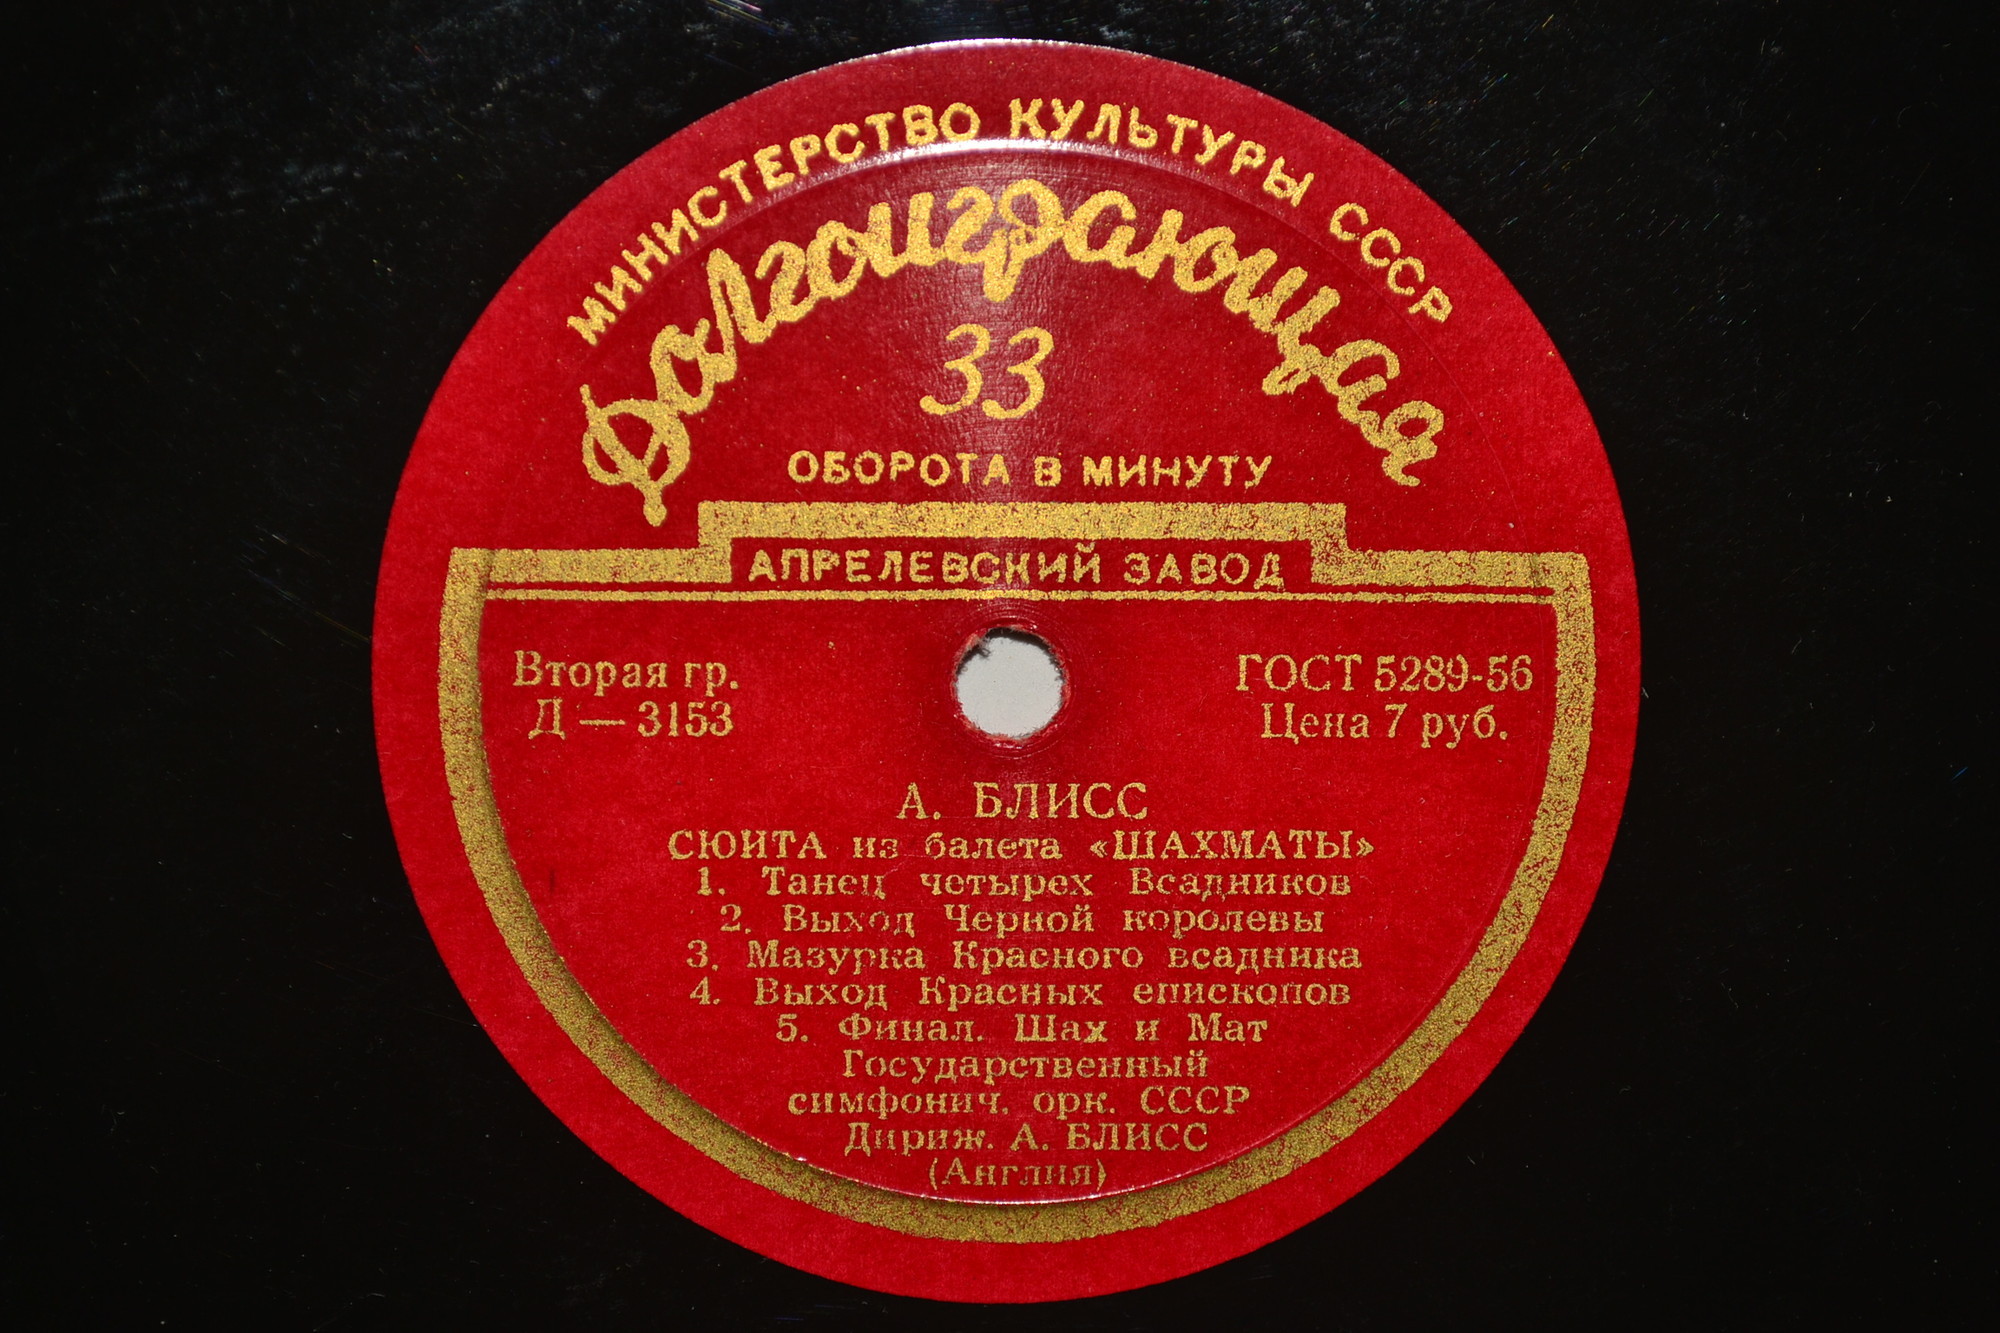 МИНИСТЕРСТВО КУЛЬТУРЫ СССР
Долгоиграющая
33
ОБОРОТА В МИНУТУ
АПРЕЛЕВСКИЙ ЗАВОД
Вторая гр.
Д — 3153
ГОСТ 5289-56
Цена 7 руб.
А. БЛИСС
СЮИТА из балета «ШАХМАТЫ»
1. Танец четырех Всадников
2. Выход Черной королевы
3. Мазурка Красного всадника
4. Выход Красных епископов
5. Финал. Шах и Мат
Государственный
симфонич. орк. СССР
Дириж. А. БЛИСС
(Англия)